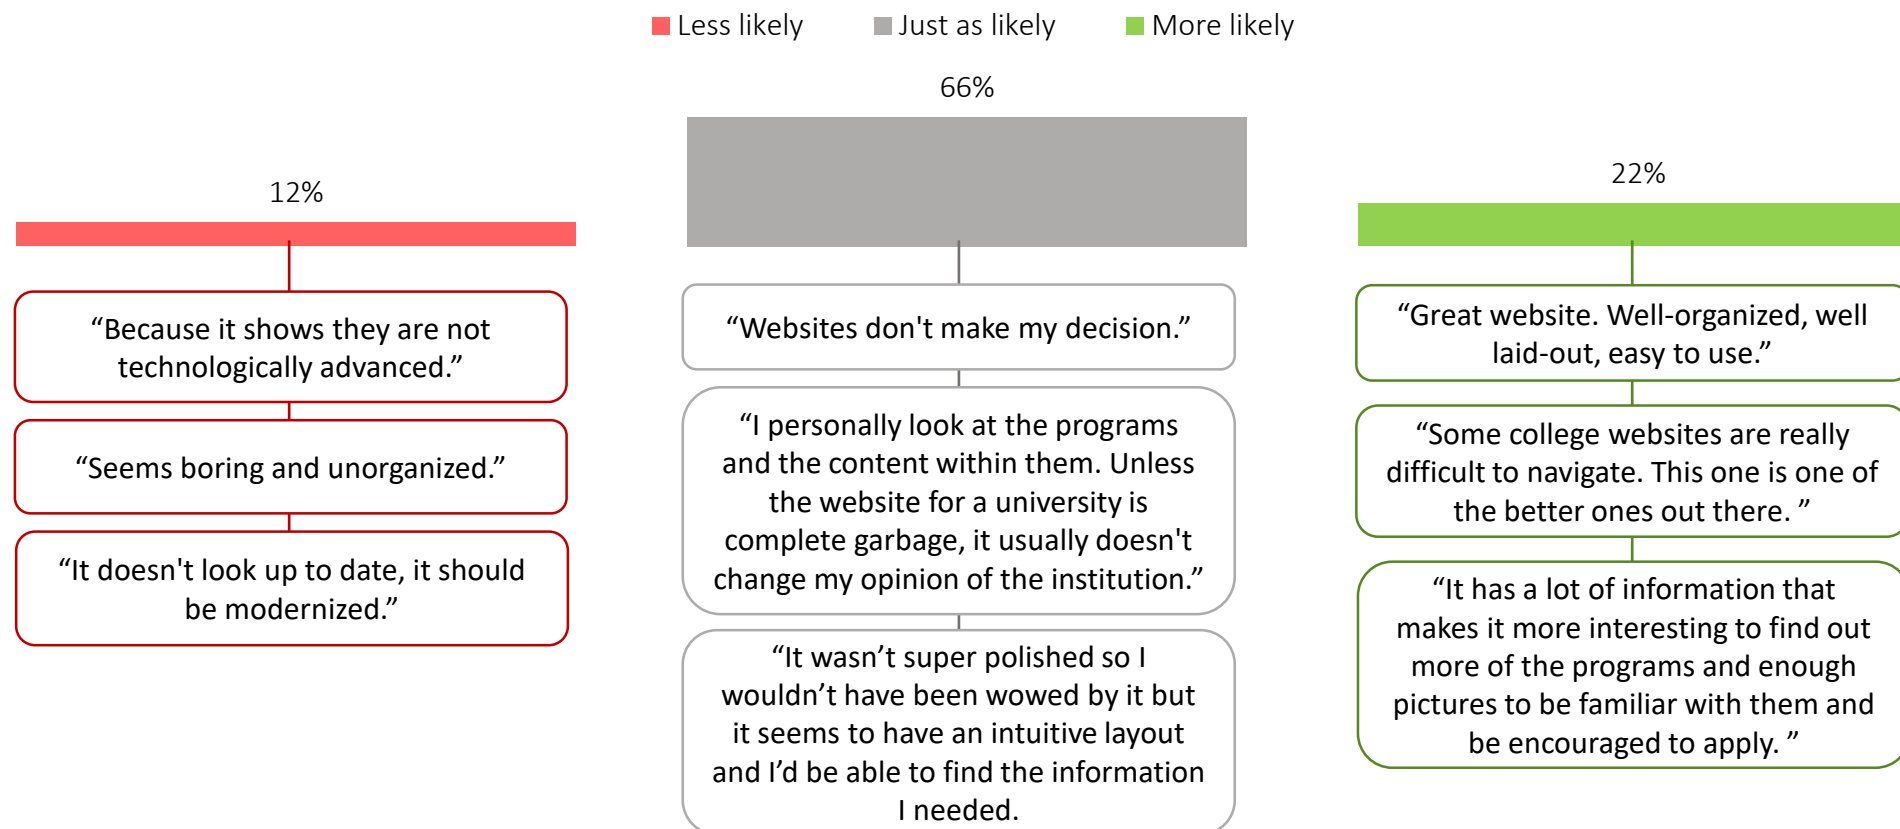 Less likely
Just as likely
More likely
12%
“Because it shows they are not
technologically advanced.”
“Seems boring and unorganized.”
“It doesn't look up to date, it should
be modernized.”
66%
“Websites don't make my decision.”
“I personally look at the programs
and the content within them. Unless
the website for a university is
complete garbage, it usually doesn't
change my opinion of the institution.”
“It wasn’t super polished so I
wouldn’t have been wowed by it but
it seems to have an intuitive layout
and I’d be able to find the information
I needed.
22%
“Great website. Well-organized, well
laid-out, easy to use.”
“Some college websites are really
difficult to navigate. This one is one of
the better ones out there. ”
“It has a lot of information that
makes it more interesting to find out
more of the programs and enough
pictures to be familiar with them and
be encouraged to apply. ”